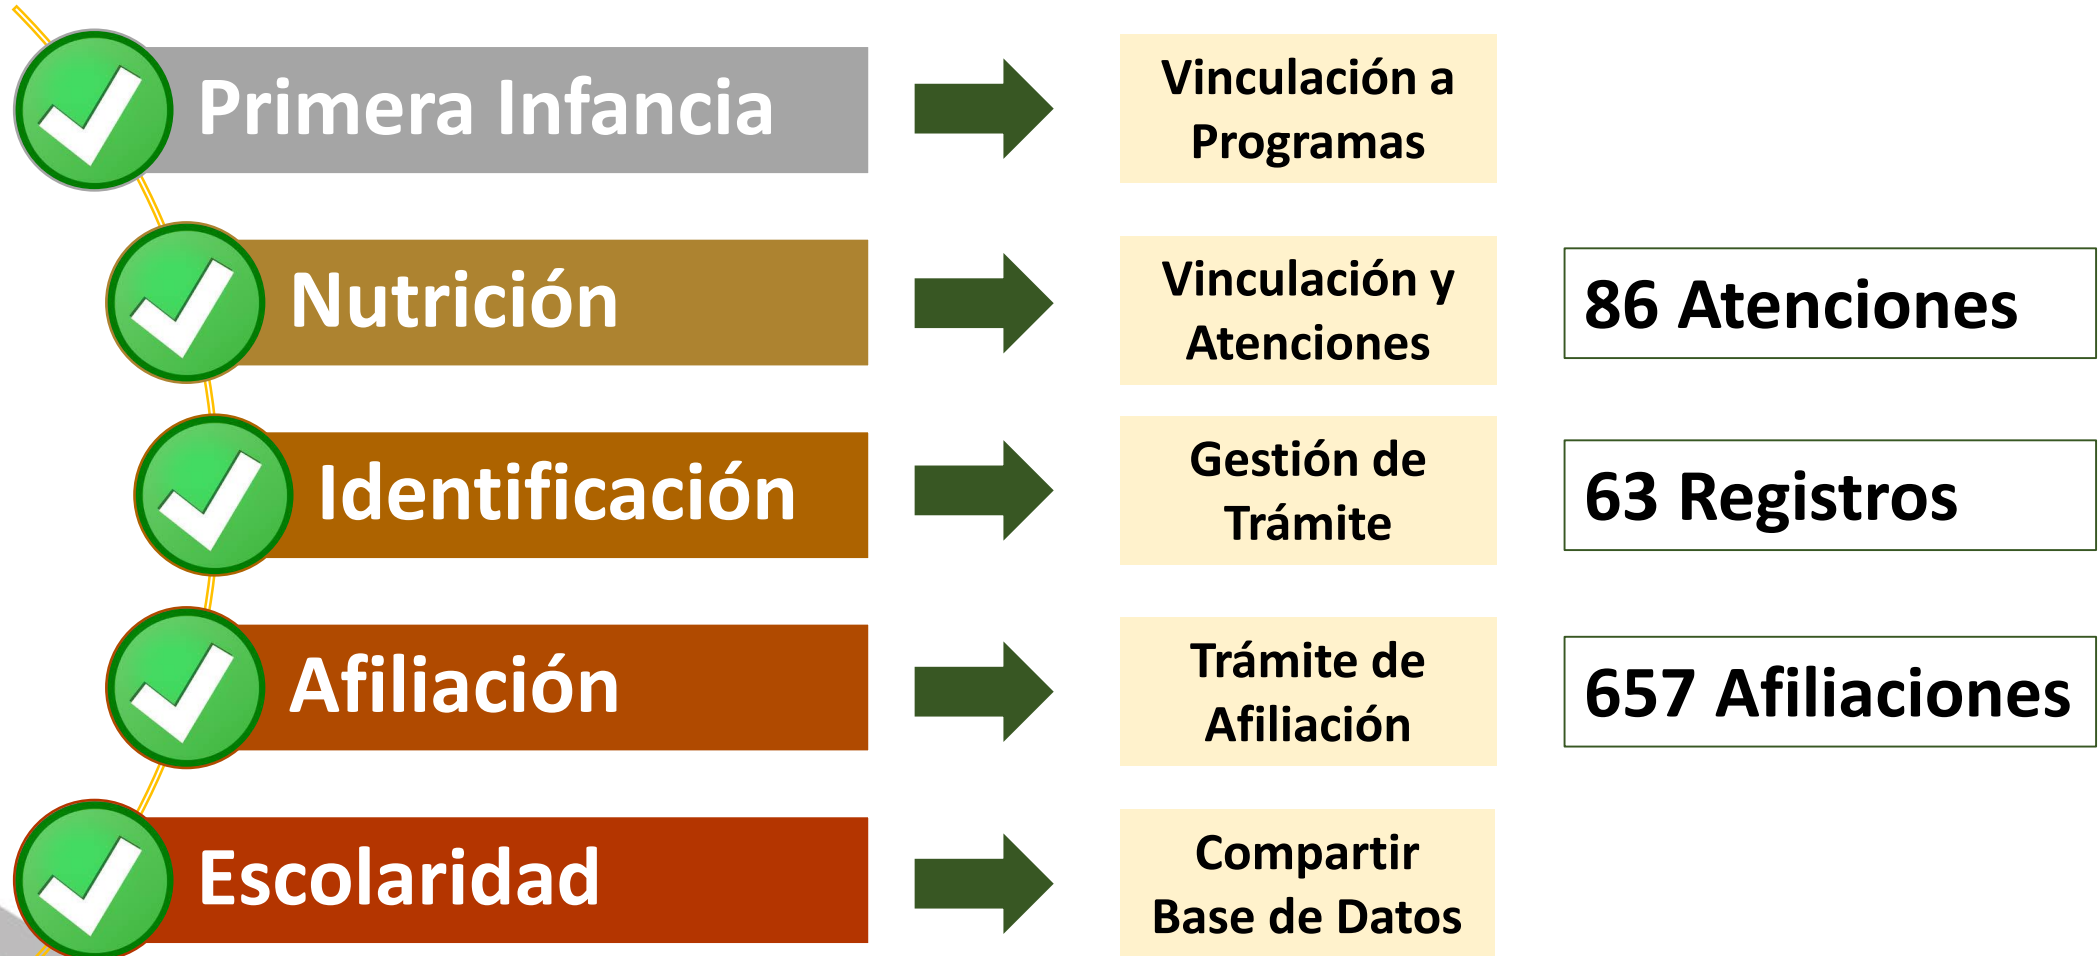 Primera Infancia
Vinculación a
Programas
Nutrición
Vinculación y
Atenciones
86 Atenciones
Identificación
Gestión de
Trámite
63 Registros
Afiliación
Trámite de
Afiliación
657 Afiliaciones
Escolaridad
Compartir
Base de Datos